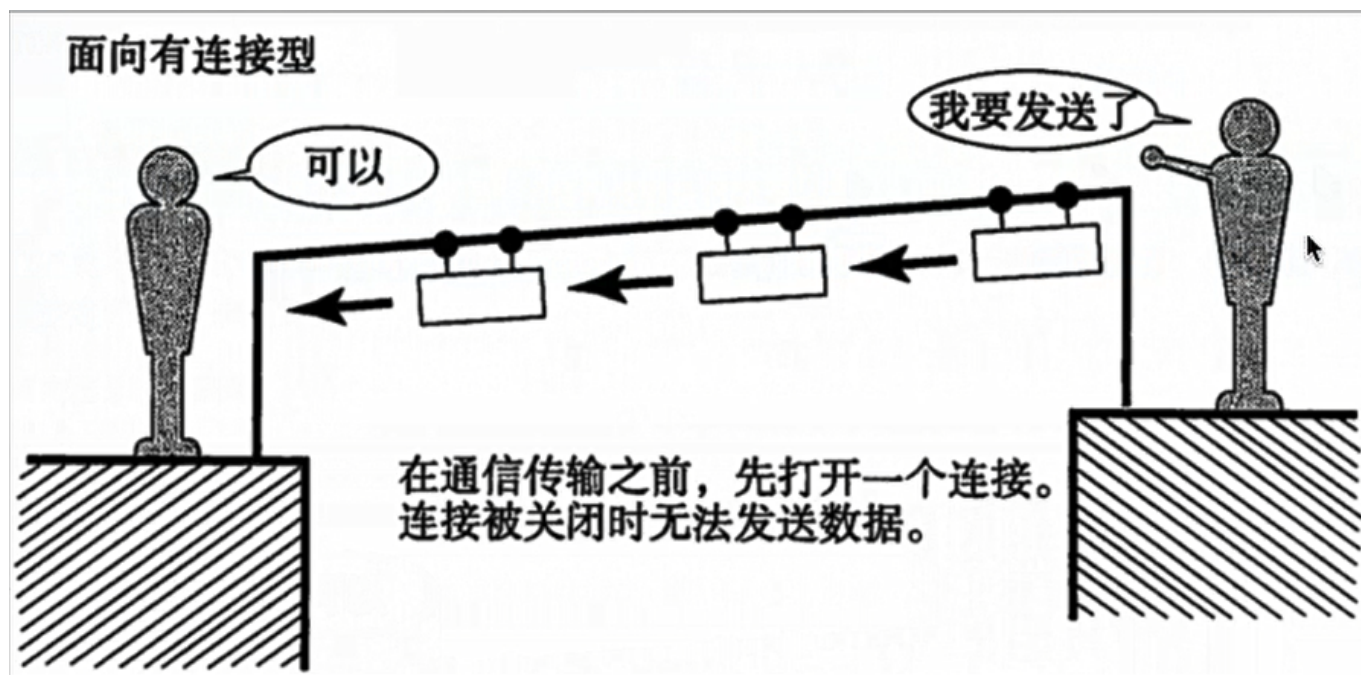 面向有连接型
我要发送了
可以
在通信传输之前，先打开一个连接。
连接被关闭时无法发送数据。